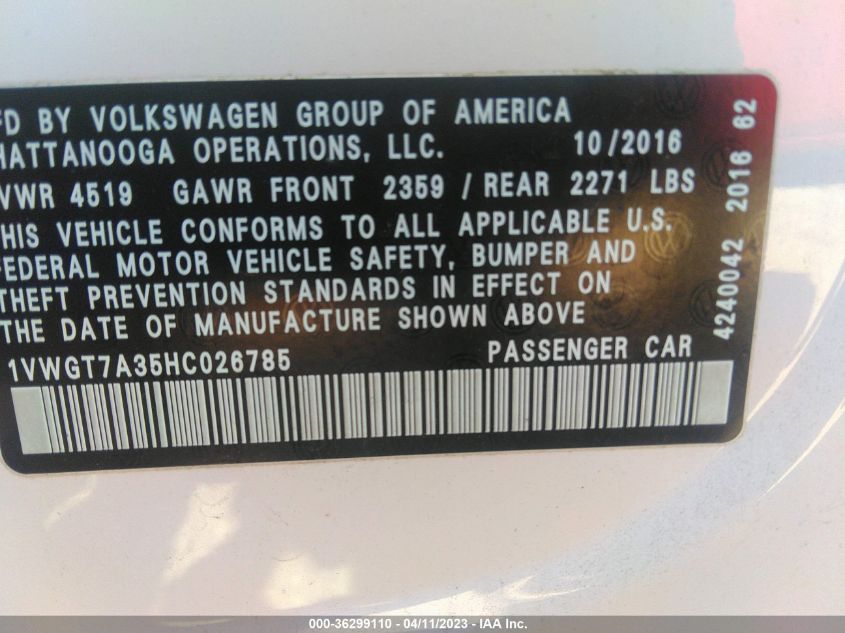 FD BY VOLKSWAGEN GROUP OF AMERICA
HATTANOOGA OPERATIONS, LLC. 10/2016
VWR 4519 GAWR FRONT 2359 / REAR 2271 LBS
HIS VEHICLE CONFORMS TO ALL APPLICABLE U.S.
FEDERAL MOTOR VEHICLE SAFETY, BUMPER AND
THEFT PREVENTION STANDARDS IN EFFECT ON
THE DATE OF MANUFACTURE SHOWN ABOVE
1VWGT7A35HC026785 PASSENGER CAR
4240042 2016 62
000-36299110 - 04/11/2023 - IAA Inc.